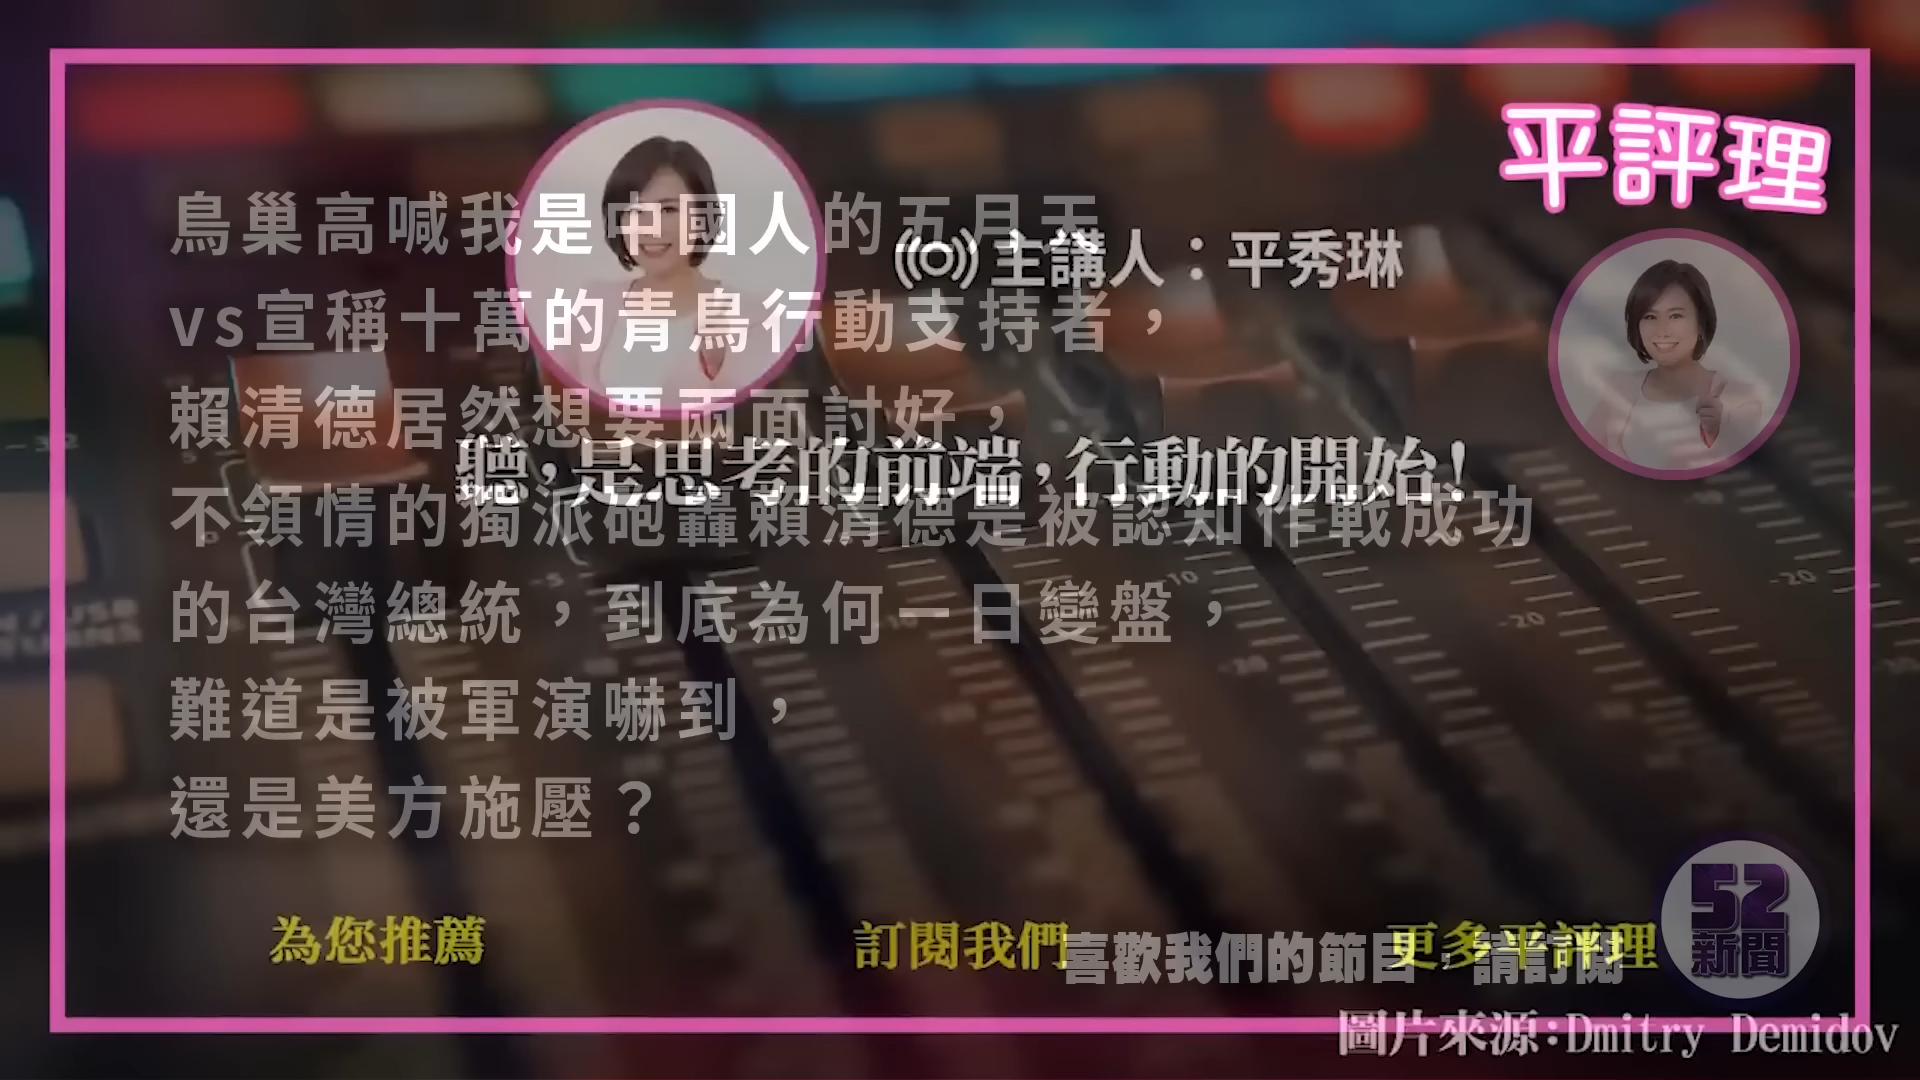 平評理
鳥巢高喊我是中國人的五月天
主講人：平秀琳
vs宣稱十萬的青鳥行動支持者，
賴清德居然想要兩面討好，
聽，是思考的前端，行動的開始！
不領情的獨派砲轟賴清德是被認知作戰成功
的台灣總統，到底為何一日變盤，
難道是被軍演嚇到，
還是美方施壓？
52
新聞
為您推薦
訂閱我們
更多平評理
喜歡我們的節目，請訂閱
圖片來源:Dmitry Demidov